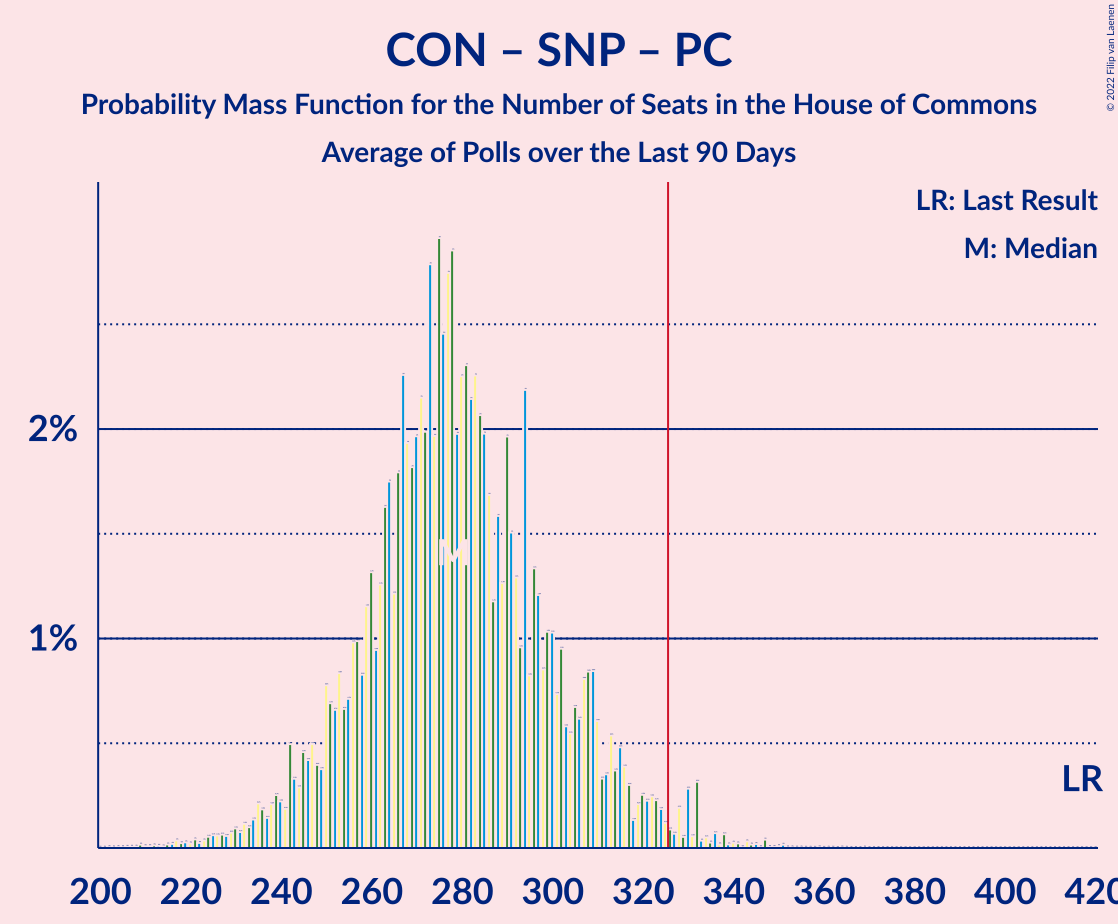 CON – SNP – PC
Probability Mass Function for the Number of Seats in the House of Commons
Average of Polls over the Last 90 Days
© 2022 Filip van Laenen
LR: Last Result
M: Median
2%
1%
M
LR
200 220 240 260 280 300 320 340 360 380 400 420